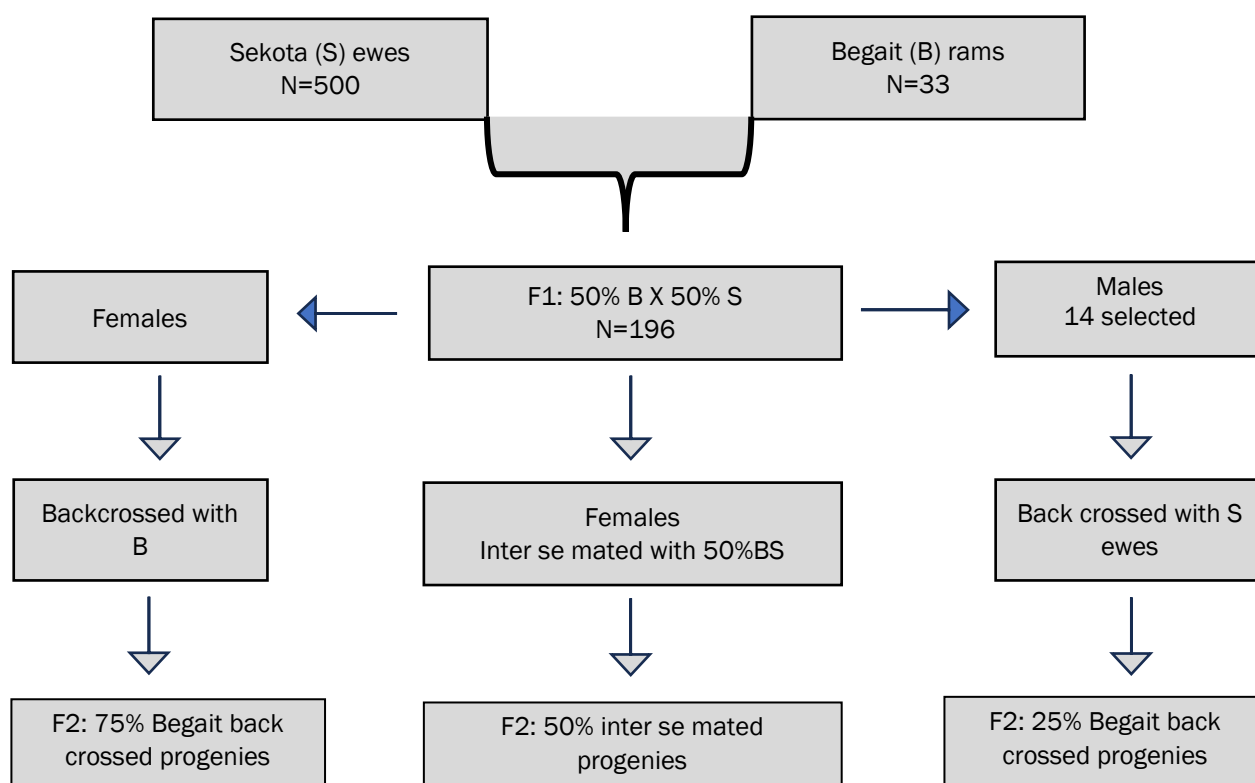 Sekota (S) ewes
N=500
Begait (B) rams
N=33
Females
F1: 50% B X 50% S
N=196
Males
14 selected
Backcrossed with
B
Females
Inter se mated with 50%BS
Back crossed with S
ewes
F2: 75% Begait back
crossed progenies
F2: 50% inter se mated
progenies
F2: 25% Begait back
crossed progenies